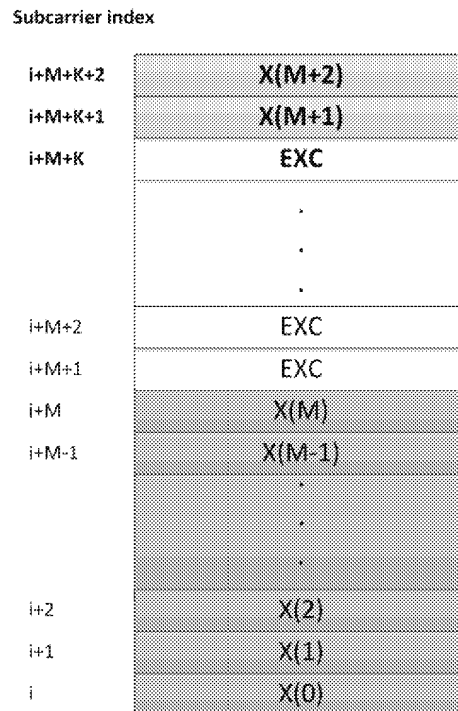 Subcarrier index
i+M+K+2 X(M+2)
i+M+K+1 X(M+1)
i+M+K EXC
.
.
.
i+M+2 EXC
i+M+1 EXC
i+M X(M)
i+M-1 X(M-1)
.
.
.
i+2 X(2)
i+1 X(1)
i X(0)